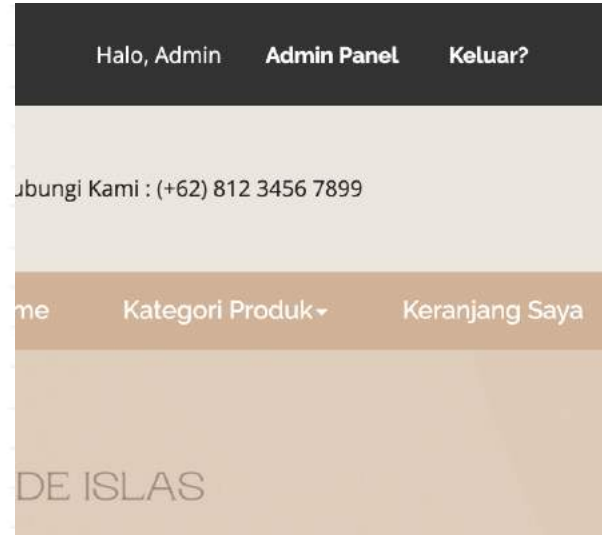 Halo, Admin Admin Panel Keluar?
ubungi Kami : (+62) 812 3456 7899
me Kategori Produk Keranjang Saya
DE ISLAS